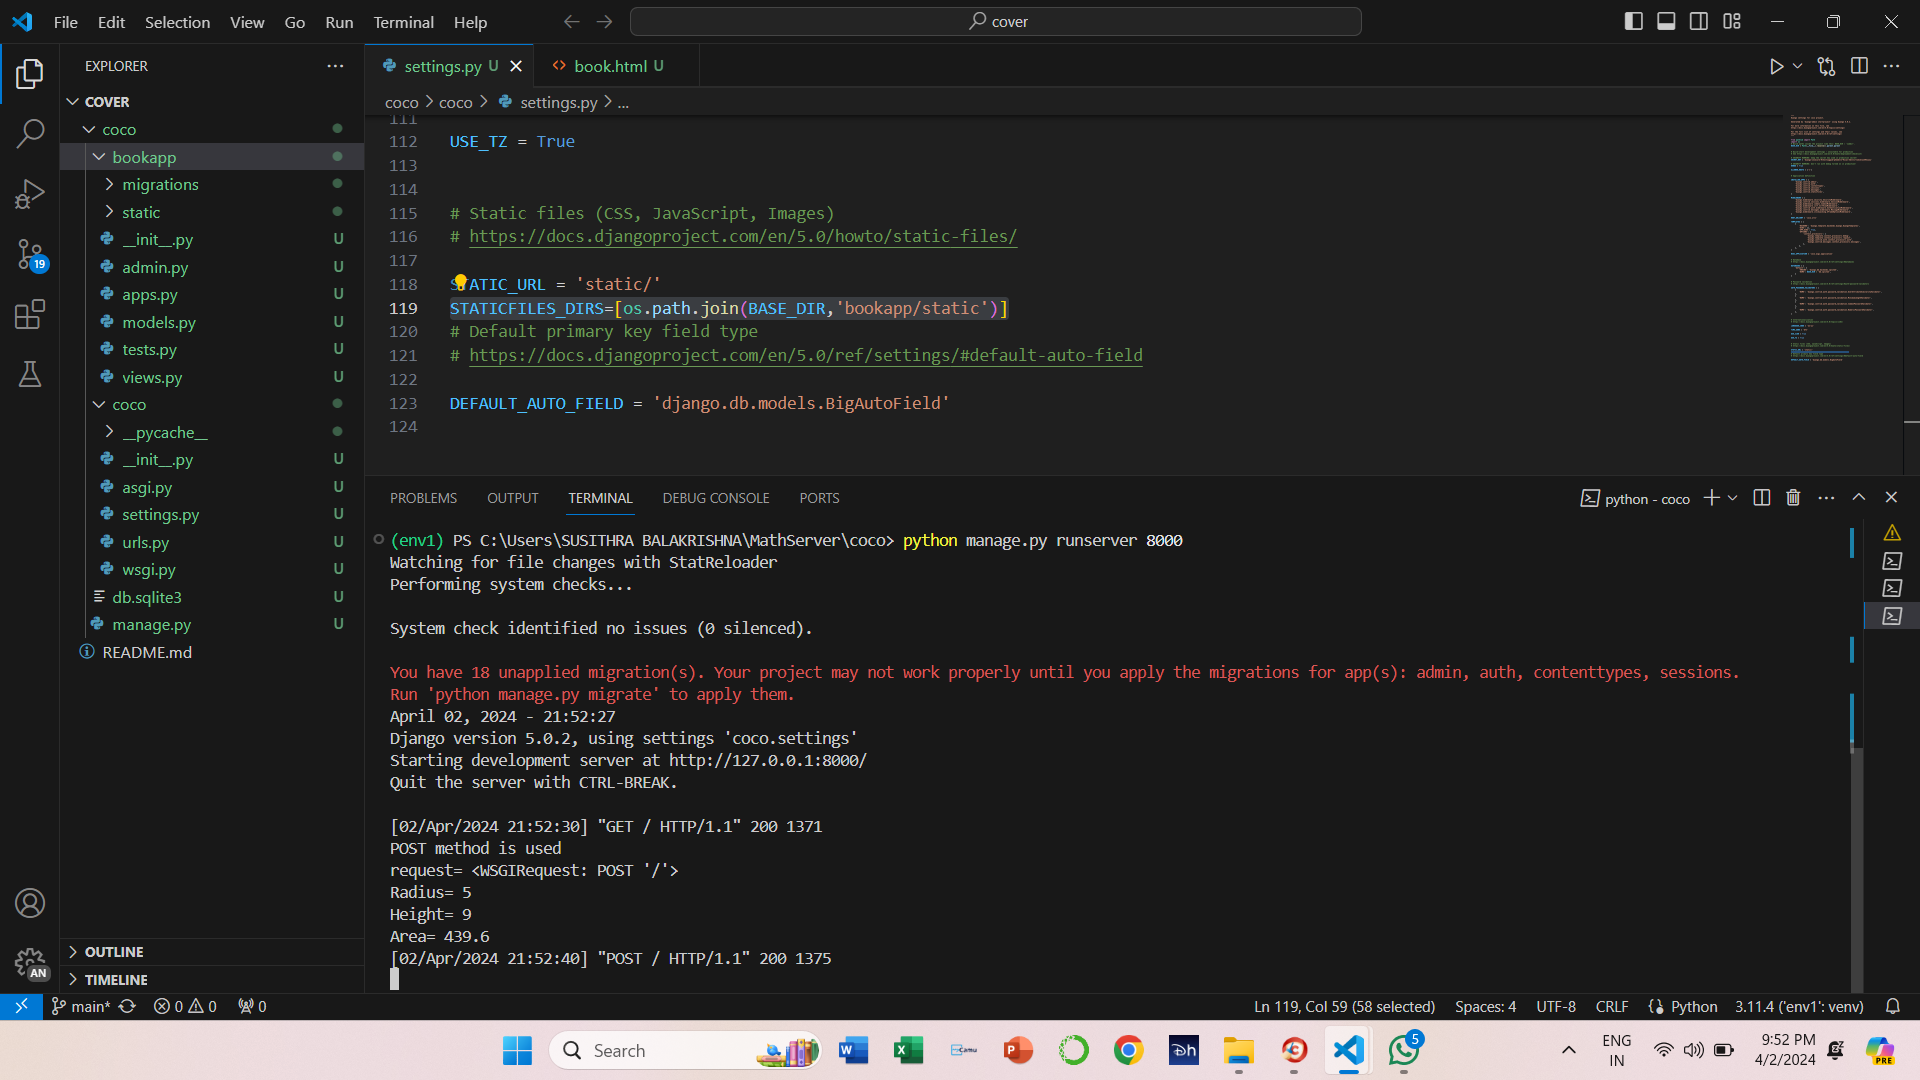 File Edit Selection View Go Run Terminal Help
cover
EXPLORER
COVER
coco
bookapp
migrations
static
__init__.py U
admin.py U
apps.py U
models.py U
tests.py U
views.py U
coco
__pycache__
__init__.py U
asgi.py U
settings.py U
urls.py U
wsgi.py U
db.sqlite3 U
manage.py U
README.md
OUTLINE
TIMELINE
19
AN
settings.py U
book.html U
coco > coco > settings.py > ...
111
112 USE_TZ = True
113
114
115 # Static files (CSS, JavaScript, Images)
116 # https://docs.djangoproject.com/en/5.0/howto/static-files/
117
118 STATIC_URL = 'static/'
119 STATICFILES_DIRS=[os.path.join(BASE_DIR,'bookapp/static')]
120 # Default primary key field type
121 # https://docs.djangoproject.com/en/5.0/ref/settings/#default-auto-field
122
123 DEFAULT_AUTO_FIELD = 'django.db.models.BigAutoField'
124
PROBLEMS OUTPUT TERMINAL DEBUG CONSOLE PORTS
python - coco
(env1) PS C:\Users\SUSITHRA BALAKRISHNA\MathServer\coco> python manage.py runserver 8000
Watching for file changes with StatReloader
Performing system checks...
System check identified no issues (0 silenced).
You have 18 unapplied migration(s). Your project may not work properly until you apply the migrations for app(s): admin, auth, contenttypes, sessions.
Run 'python manage.py migrate' to apply them.
April 02, 2024 - 21:52:27
Django version 5.0.2, using settings 'coco.settings'
Starting development server at http://127.0.0.1:8000/
Quit the server with CTRL-BREAK.
[02/Apr/2024 21:52:30] "GET / HTTP/1.1" 200 1371
POST method is used
request= <WSGIRequest: POST '/'>
Radius= 5
Height= 9
Area= 439.6
[02/Apr/2024 21:52:40] "POST / HTTP/1.1" 200 1375
main* 0 0 0
Ln 119, Col 59 (58 selected) Spaces: 4 UTF-8 CRLF Python 3.11.4 ('env1': venv)
Search
5
ENG
IN
9:52 PM
4/2/2024
PRE